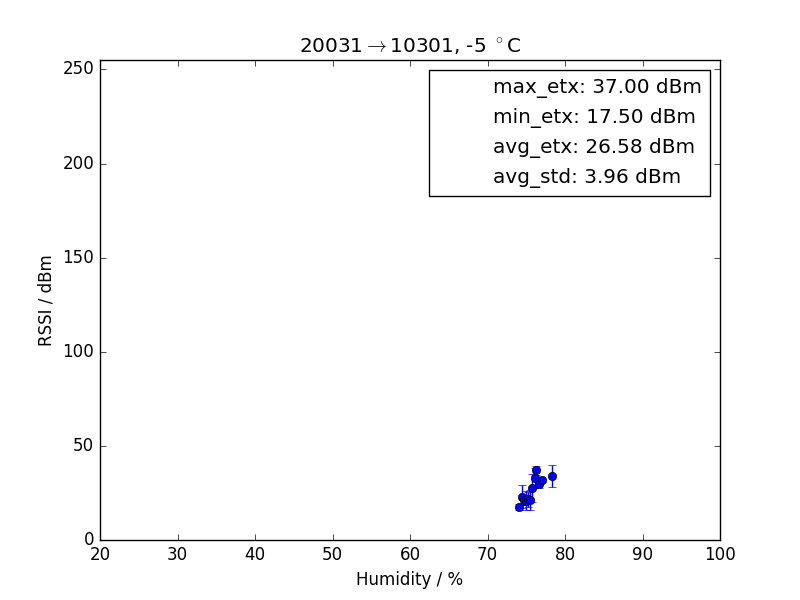 20031→10301, -5 °C
max_etx: 37.00 dBm
min_etx: 17.50 dBm
avg_etx: 26.58 dBm
avg_std: 3.96 dBm
250
200
150
100
50
0
RSSI / dBm
20 30 40 50 60 70 80 90 100
Humidity / %